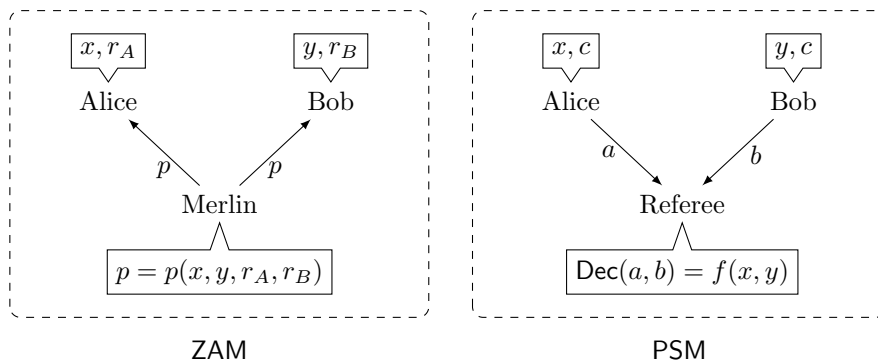 x, r_A
y, r_B
Alice
Bob
p
p
Merlin
p = p(x, y, r_A, r_B)
ZAM
x, c
y, c
Alice
Bob
a
b
Referee
Dec(a, b) = f(x, y)
PSM